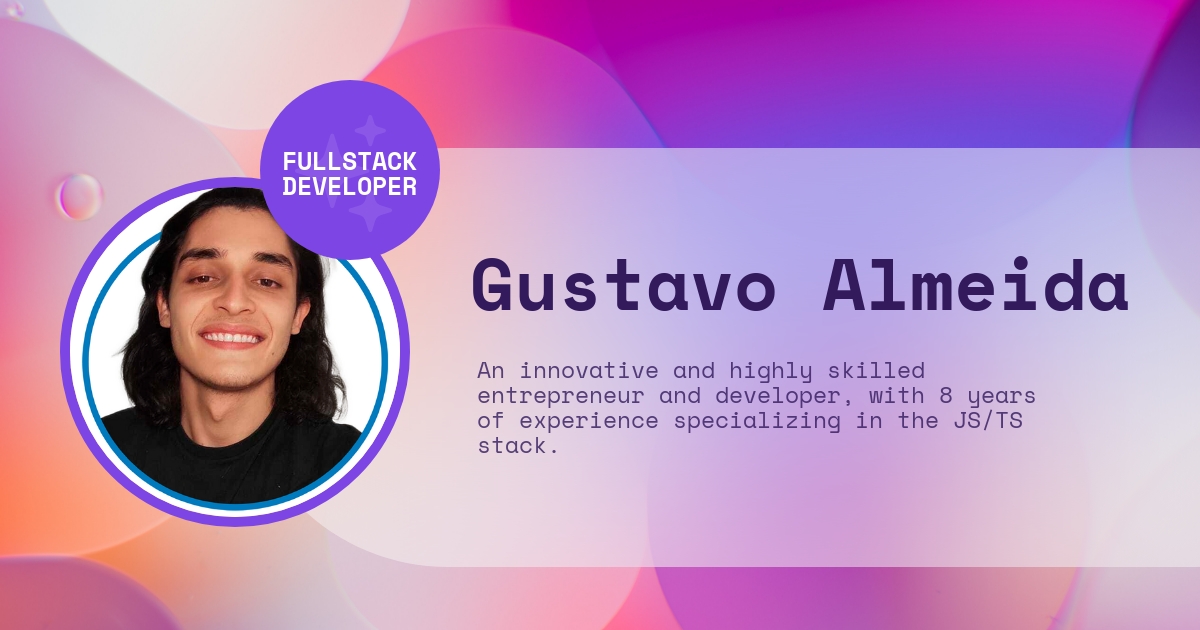 FULLSTACK
DEVELOPER
Gustavo Almeida
An innovative and highly skilled
entrepreneur and developer, with 8 years
of experience specializing in the JS/TS
stack.